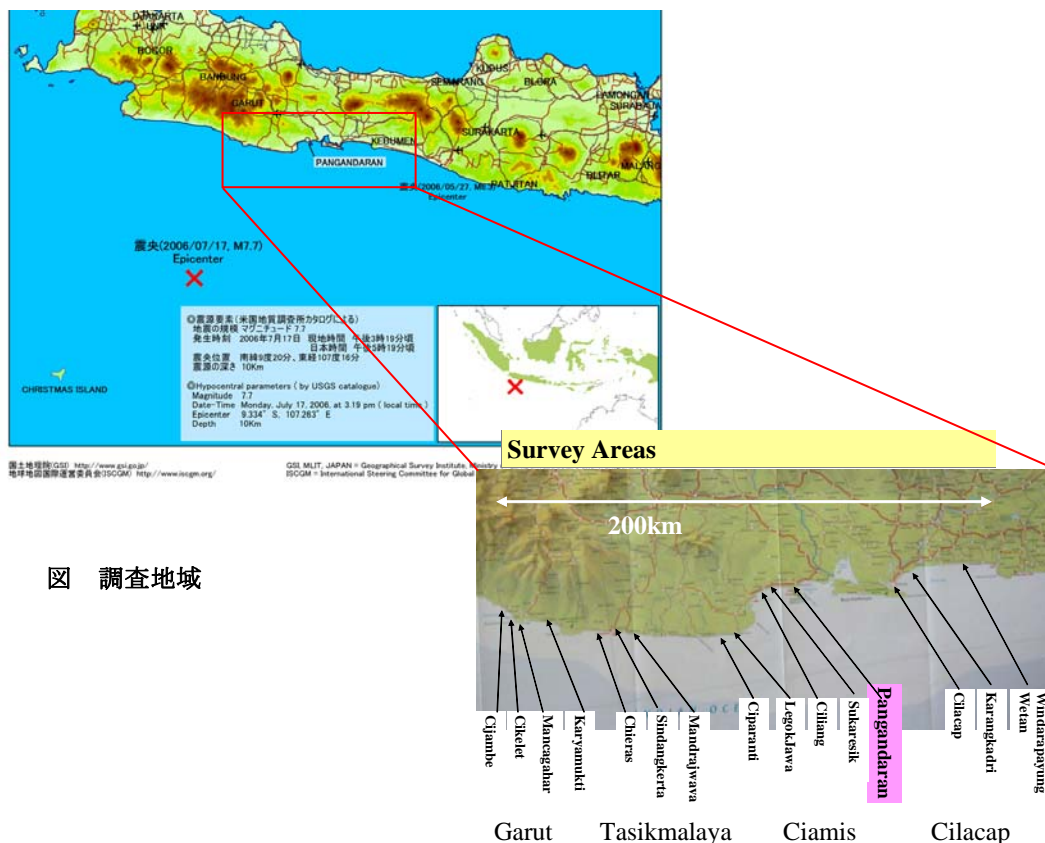 DJAKARTA
BOGOR
BANDUNG
GARUT
SEMARANG
KUDUS
BLORA
LAMONGAN
SURABAJA
SURAKARTA
KEBUMEN
PANGANDARAN
MALANG
BLITAR
PATJITAN
震央(2006/05/27, M6.3)
Epicenter
震央(2006/07/17, M7.7)
Epicenter
CHRISTMAS ISLAND
◎震源要素(米国地質調査所カタログによる)
地震の規模 マグニチュード 7.7
発生時刻 2006年7月17日 現地時間 午後3時19分頃
日本時間 午後5時19分頃
震央位置 南緯9度20分、東経107度16分
震源の深さ 10Km
◎Hypocentral parameters ( by USGS catalogue)
Magnitude 7.7
Date-Time Monday, July 17, 2006, at 3.19 pm ( local time )
Epicenter 9.334° S, 107.263° E
Depth 10Km
国土地理院(GSI) http://www.gsi.go.jp/
地球地図国際運営委員会(ISCGM) http://www.iscgm.org/
GSI, MLIT, JAPAN = Geographical Survey Institute, Ministry
ISCGM = International Steering Committee for Global
Survey Areas
200km
図 調査地域
Cijambe
Cikelet
Mancagahar
Karyamukti
Chieras
Sindangkerta
Mandrajwava
Ciparanti
LegokJawa
Ciliang
Sukaresik
Pangandaran
Cilacap
Karangkadri
Wetan
Windarapayung
Garut Tasikmalaya Ciamis Cilacap